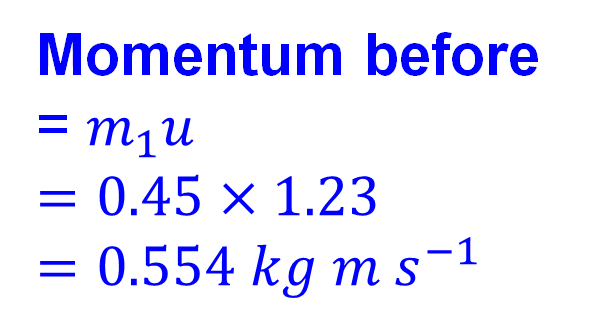 Momentum before
= m₁u
= 0.45 × 1.23
= 0.554 kg m s⁻¹